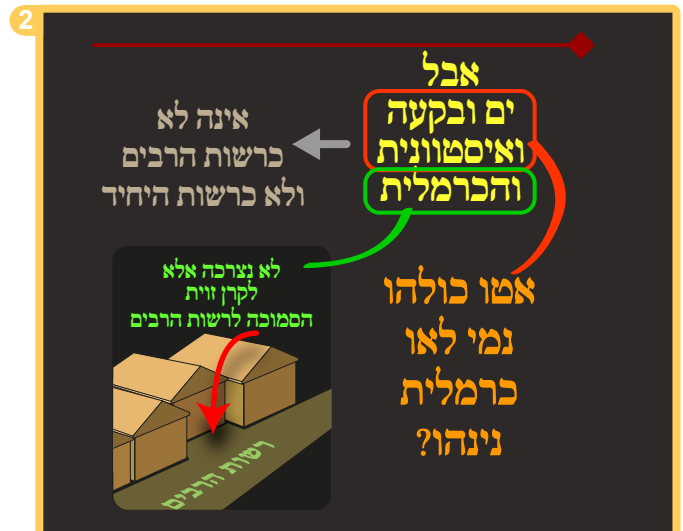 2
אבל
ים ובקעה
ואיסטוונית
והכרמלית
אינה לא
כרשות הרבים
ולא כרשות היחיד
אטו כולהו
נמי לאו
כרמלית
נינהו?
לא נצרכה אלא
לקרן זוית
הסמוכה לרשות הרבים
רשות הרבים